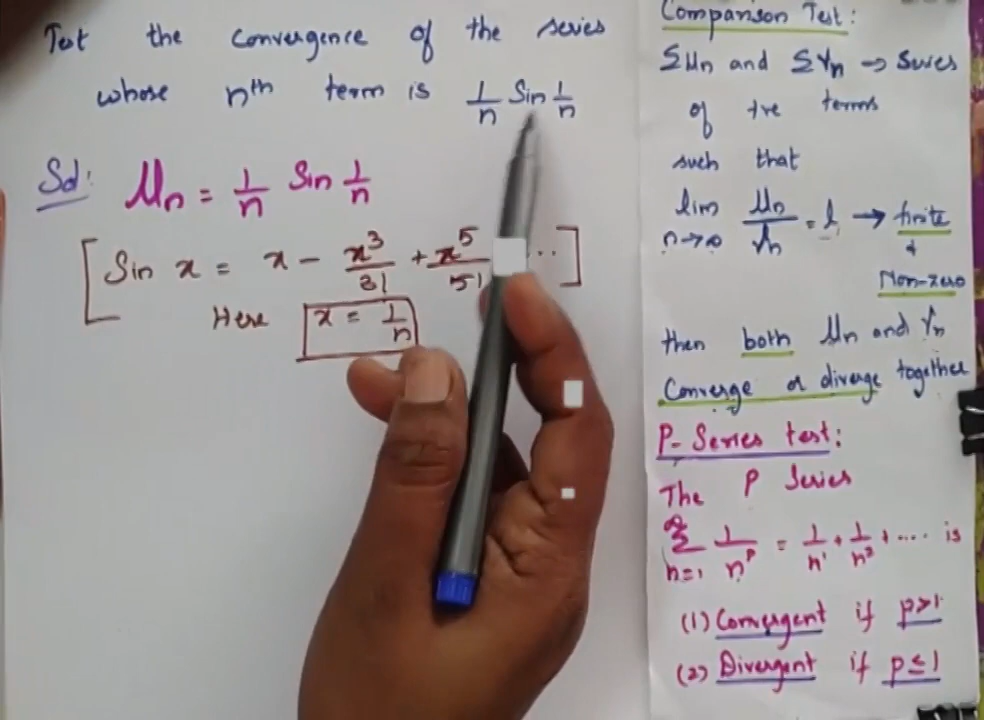 Test the convergence of the series
whose nth term is 1/n Sin 1/n
Sol: Un = 1/n Sin 1/n
[Sin x = x - x³/3! + x⁵/5! ...]
Here x = 1/n
Comparison Test:
ΣUn and ΣVn → Series
of +ve terms
such that
lim n→∞ Un/Vn = l → finite
&
Non-zero
then both Un and Vn
Converge or diverge together
P-Series test:
The P Series
∞ Σ n=1 1/n^p = 1/n¹ + 1/n² + .... is
(1) Convergent if p>1
(2) Divergent if p≤1